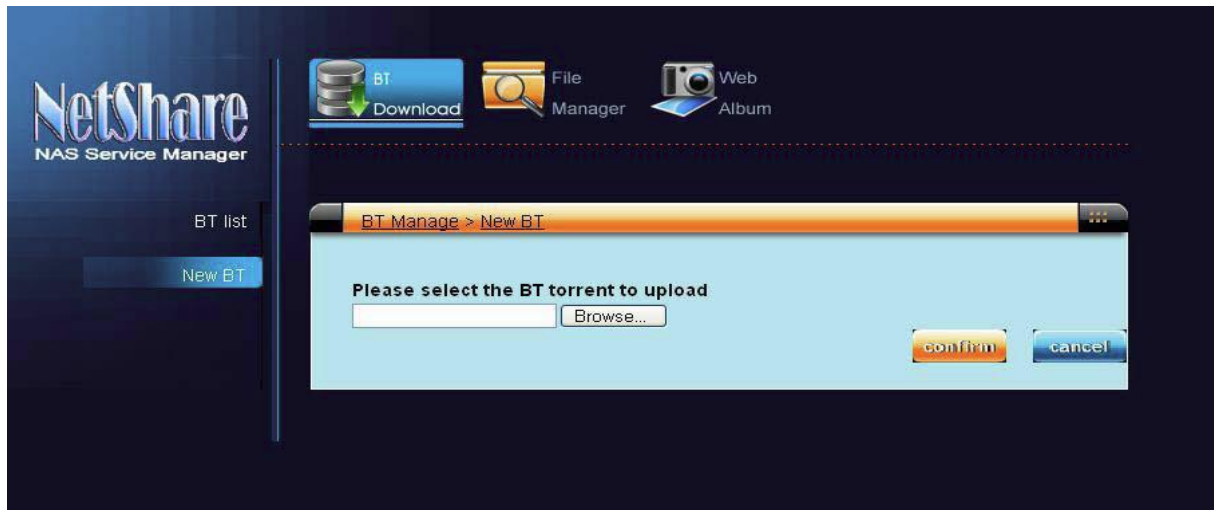 NetShare
NAS Service Manager
BT
Download
File
Manager
Web
Album
BT list
New BT
BT Manage > New BT
Please select the BT torrent to upload
Browse...
confirm
cancel